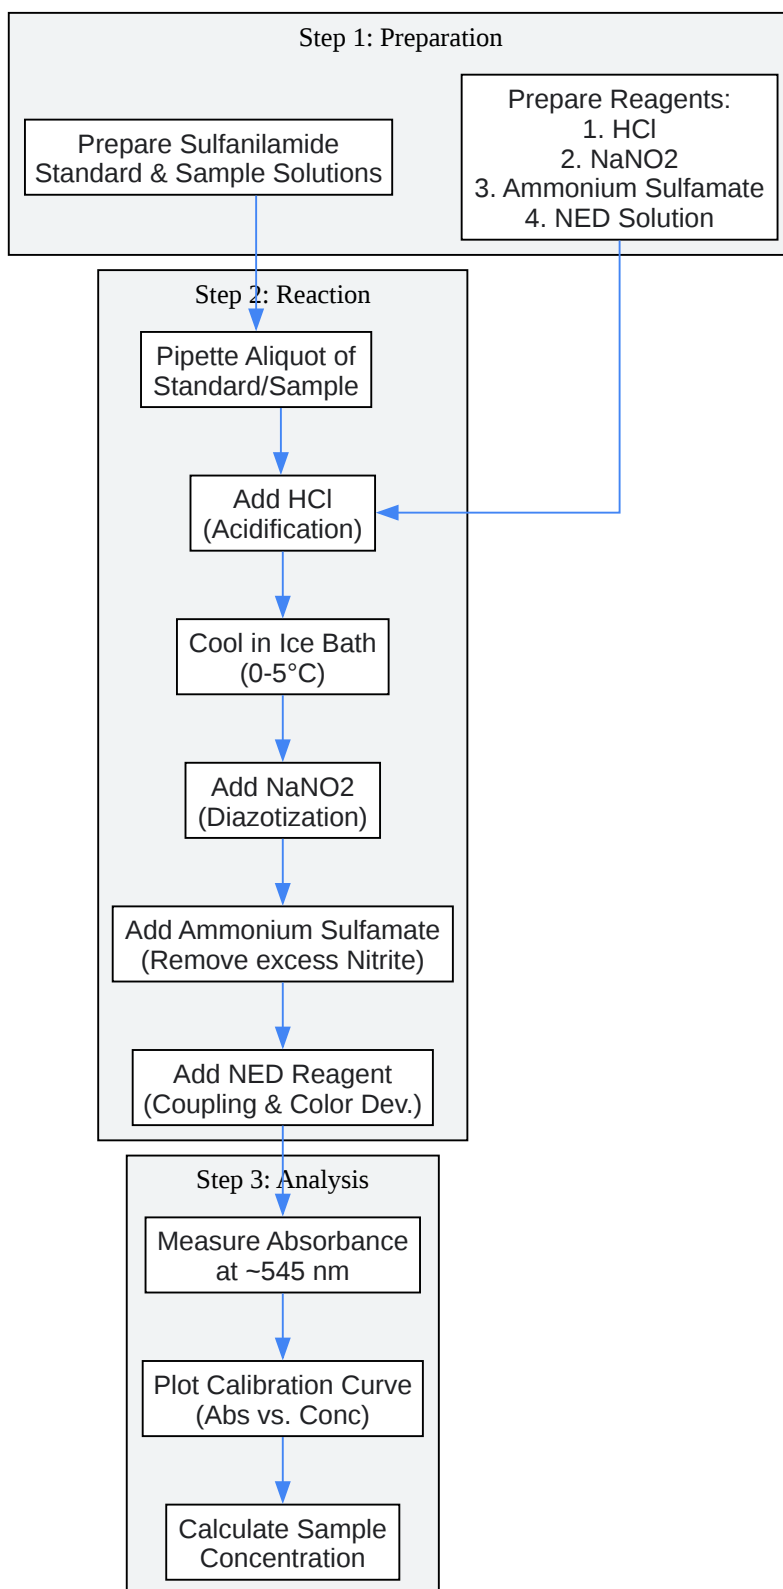 Step 1: Preparation
Prepare Sulfanilamide
Standard & Sample Solutions
Prepare Reagents:
1. HCl
2. NaNO2
3. Ammonium Sulfamate
4. NED Solution
Step 2: Reaction
Pipette Aliquot of
Standard/Sample
Add HCl
(Acidification)
Cool in Ice Bath
(0-5°C)
Add NaNO2
(Diazotization)
Add Ammonium Sulfamate
(Remove excess Nitrite)
Add NED Reagent
(Coupling & Color Dev.)
Step 3: Analysis
Measure Absorbance
at ~545 nm
Plot Calibration Curve
(Abs vs. Conc)
Calculate Sample
Concentration